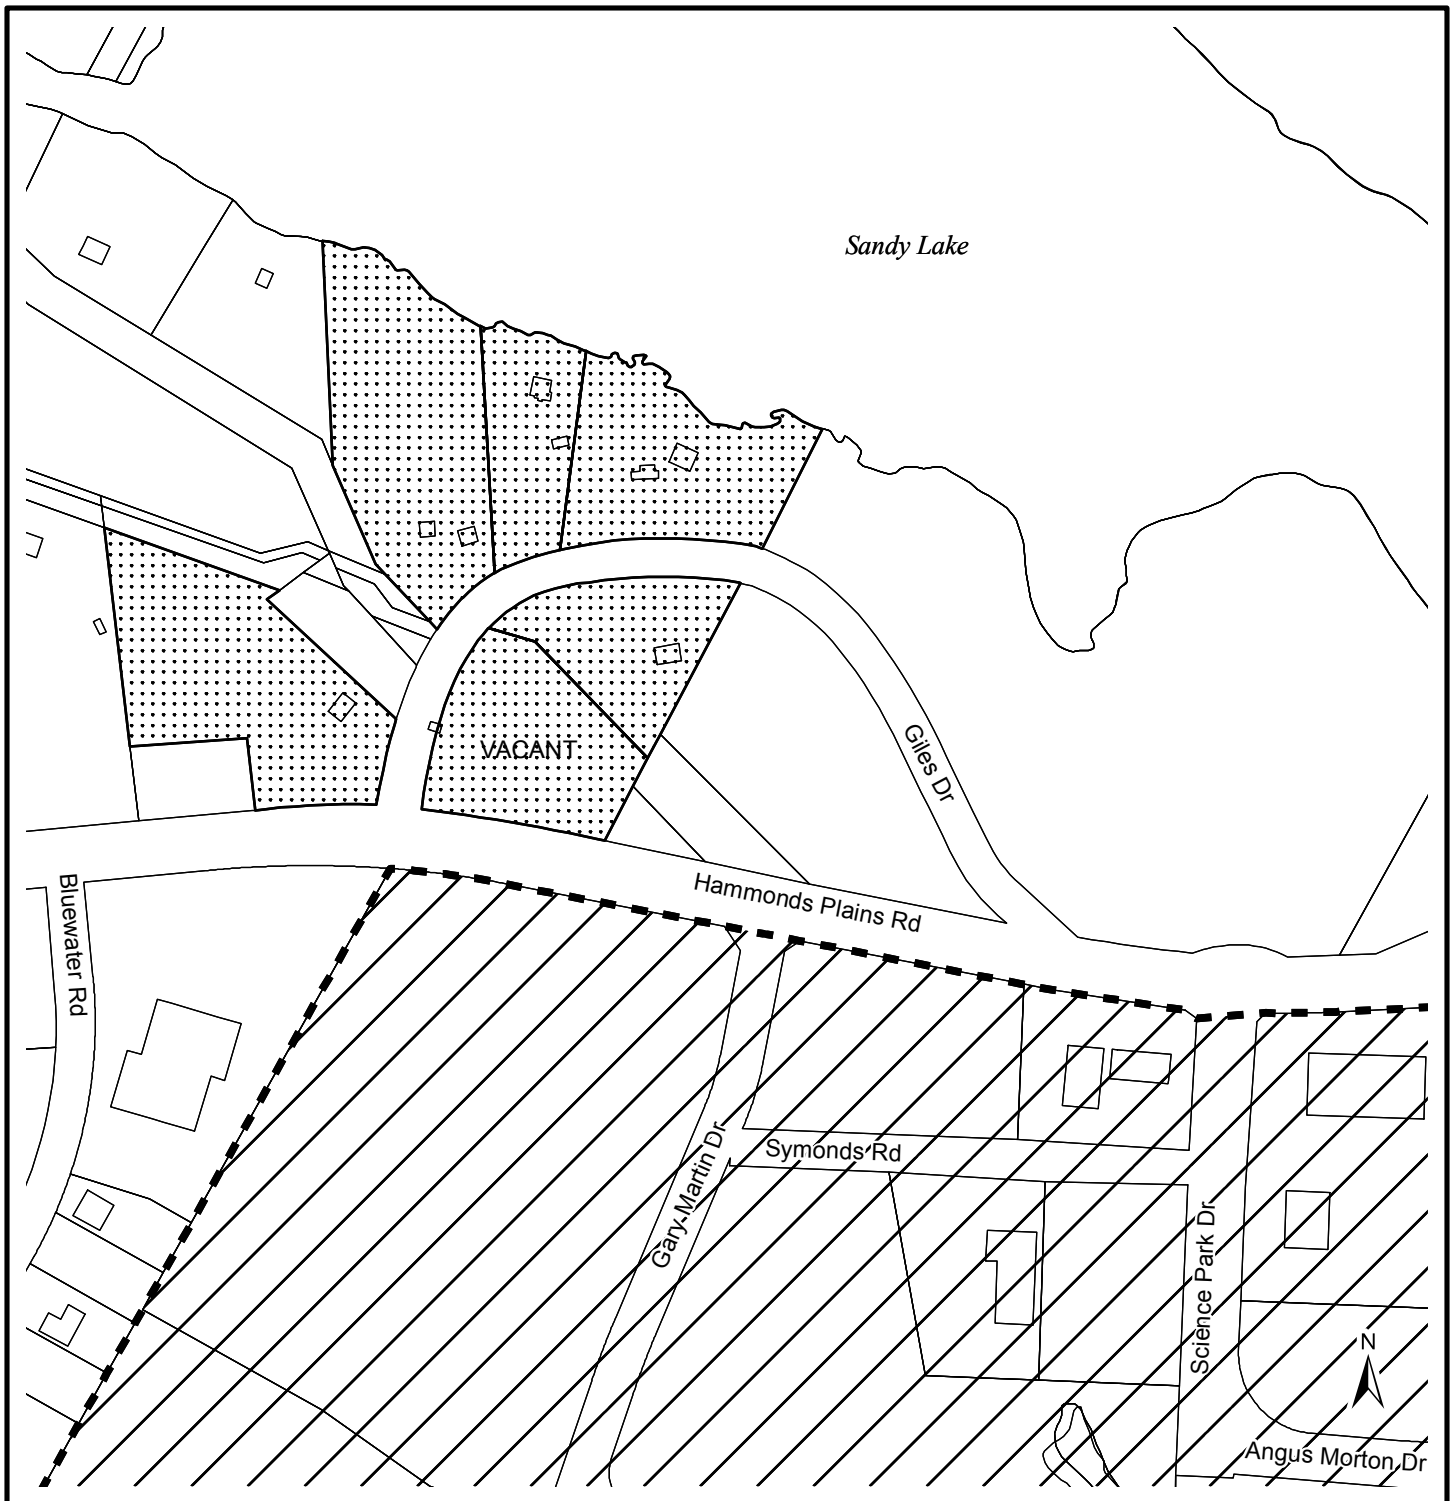 Sandy Lake
VACANT
Giles Dr
Hammonds Plains Rd
Bluewater Rd
Symonds Rd
Gary-Martin Dr
Science Park Dr
N
Angus Morton Dr